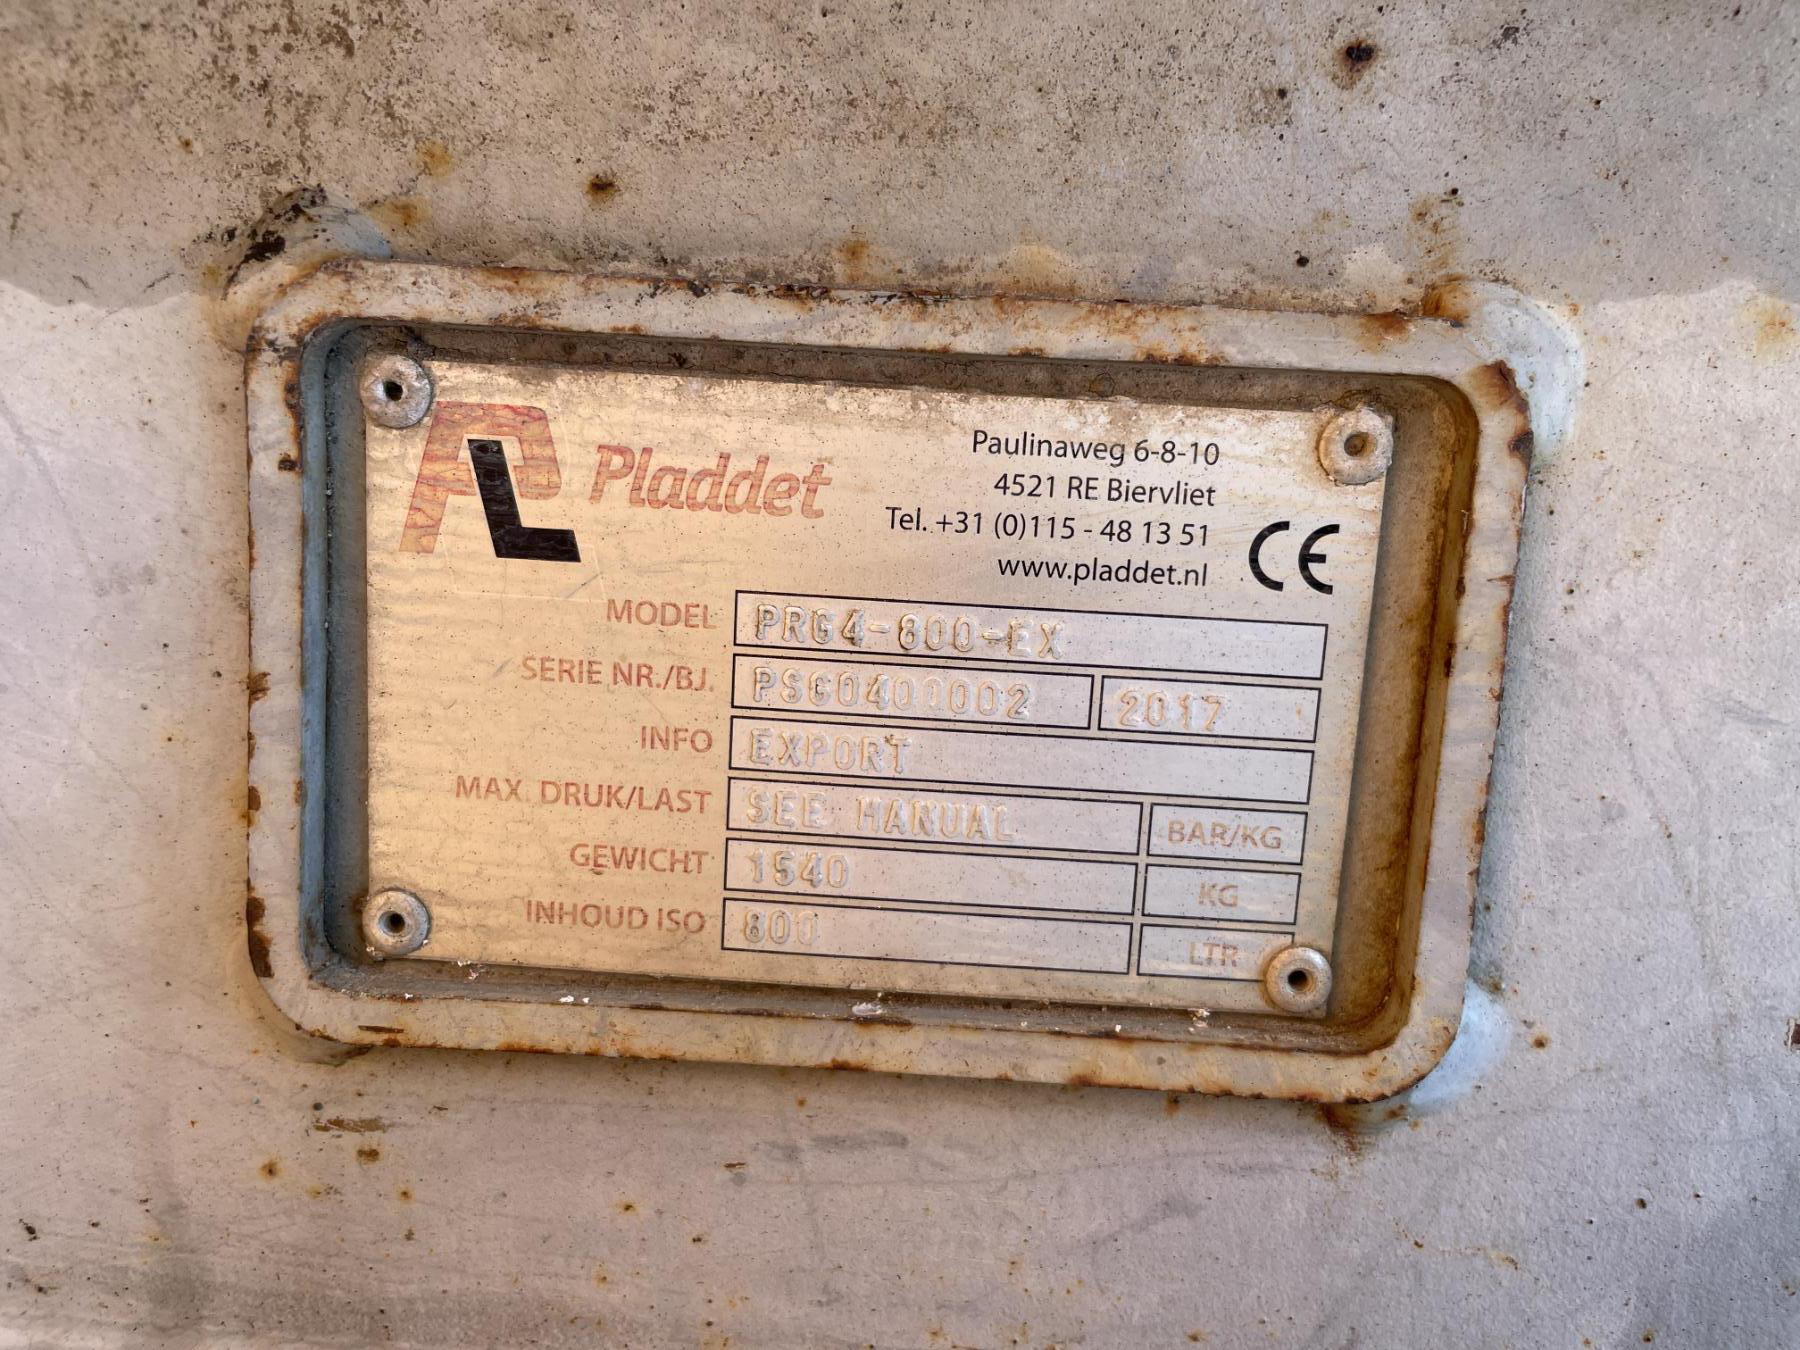 PL Pladdet
Paulinaweg 6-8-10
4521 RE Biervliet
Tel. +31 (0)115 - 48 13 51
www.pladdet.nl
CE
MODEL PRG4-800-EX
SERIE NR./BJ. PSG0400002 2017
INFO EXPORT
MAX. DRUK/LAST SEE MANUAL BAR/KG
GEWICHT 1540 KG
INHOUD ISO 800 LTR